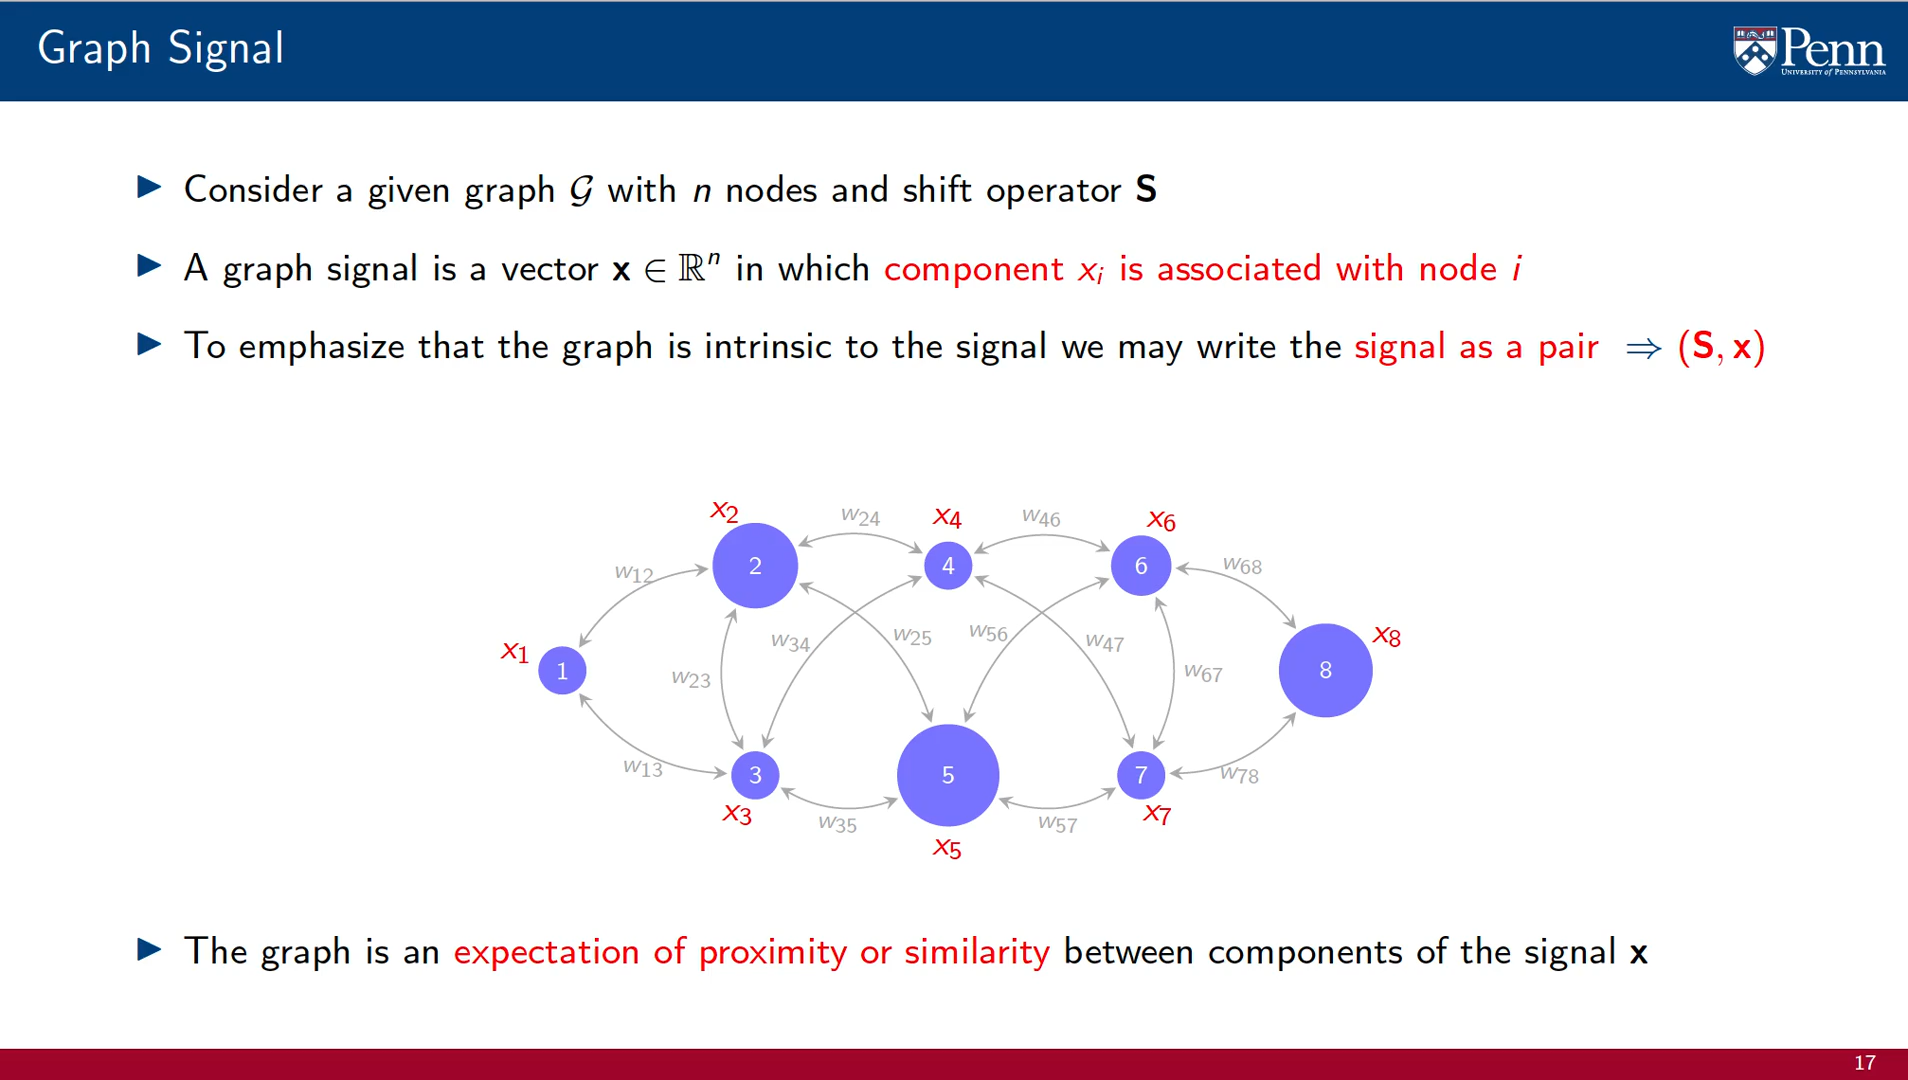 Graph Signal
Penn
UNIVERSITY of PENNSYLVANIA
▶ Consider a given graph 𝒢 with n nodes and shift operator S
▶ A graph signal is a vector x ∈ ℝⁿ in which component xᵢ is associated with node i
▶ To emphasize that the graph is intrinsic to the signal we may write the signal as a pair ⇒ (S, x)
x₂ w₂₄ x₄ w₄₆ x₆
w₁₂ 2 4 6 w₆₈
x₁ w₃₄ w₂₅ w₅₆ w₄₇ x₈
1 w₂₃ w₆₇ 8
w₁₃ 3 5 7 w₇₈
x₃ w₃₅ w₅₇ x₇
x₅
▶ The graph is an expectation of proximity or similarity between components of the signal x
17